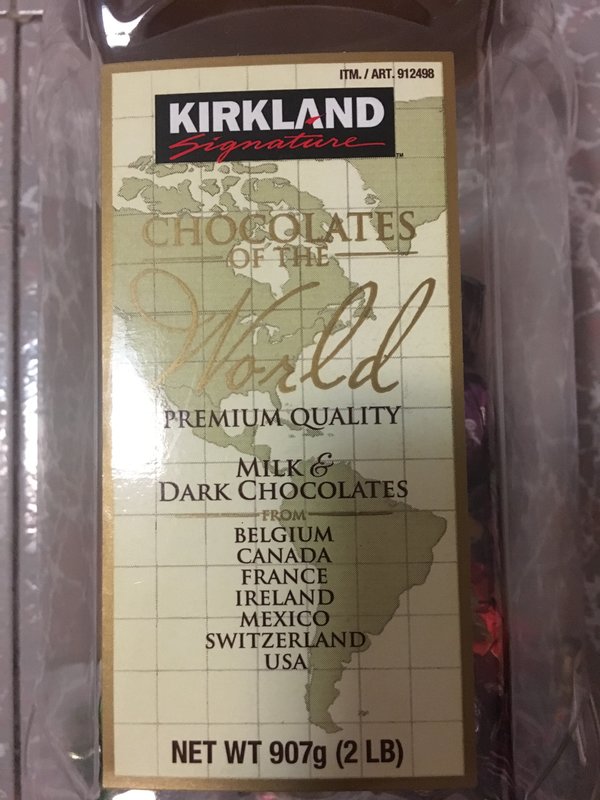 ITM. / ART. 912498
KIRKLAND
Signature™
CHOCOLATES
OF THE
World
PREMIUM QUALITY
MILK &
DARK CHOCOLATES
FROM
BELGIUM
CANADA
FRANCE
IRELAND
MEXICO
SWITZERLAND
USA
NET WT 907g (2 LB)